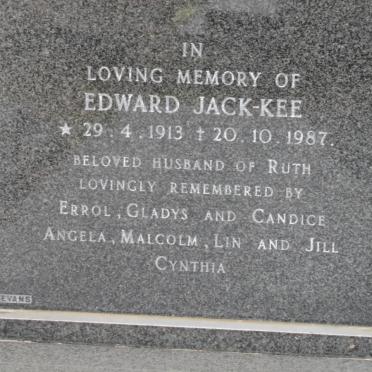 IN
LOVING MEMORY OF
EDWARD JACK-KEE
★ 29.4.1913 † 20.10.1987.
BELOVED HUSBAND OF RUTH
LOVINGLY REMEMBERED BY
ERROL, GLADYS AND CANDICE
ANGELA, MALCOLM, LIN AND JILL
CYNTHIA
EVANS